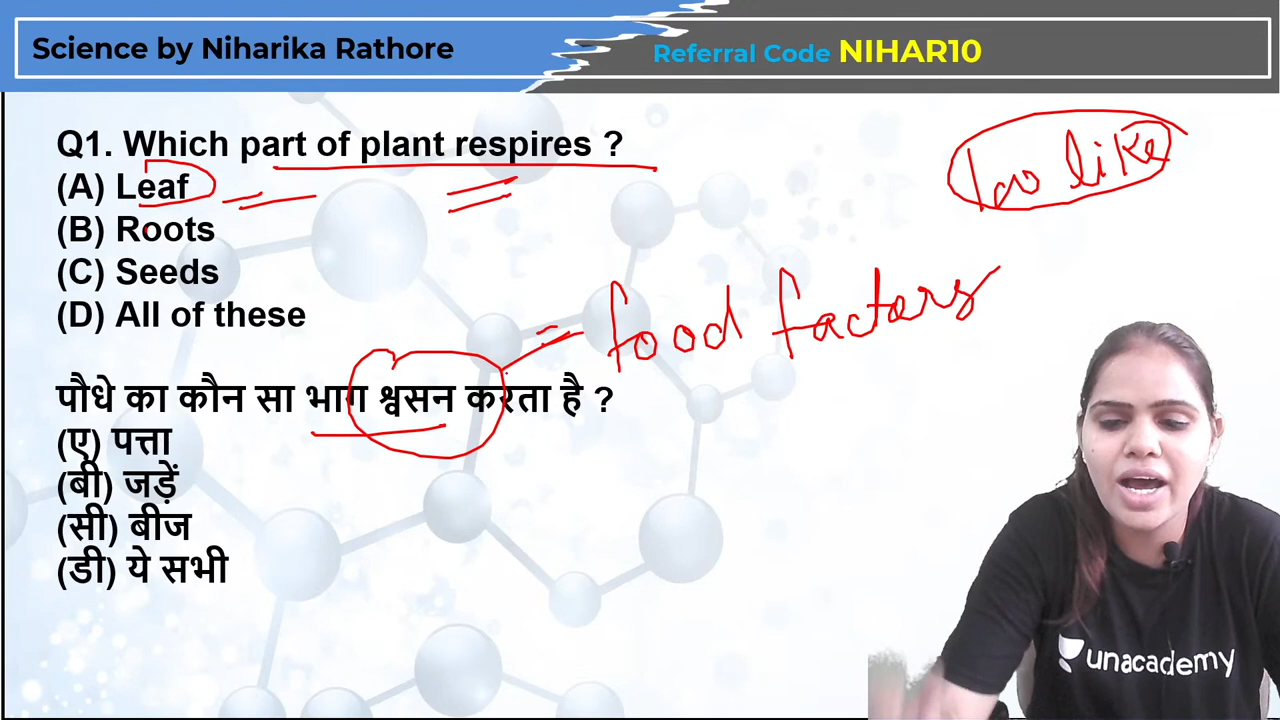 Science by Niharika Rathore
Referral Code NIHAR10
Q1. Which part of plant respires ?
(A) Leaf
(B) Roots
(C) Seeds
(D) All of these
100 like
= food factors
पौधे का कौन सा भाग श्वसन करता है ?
(ए) पत्ता
(बी) जड़ें
(सी) बीज
(डी) ये सभी
unacademy